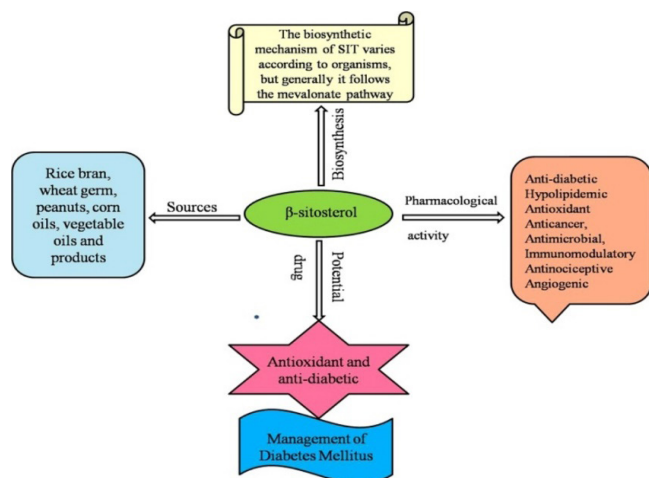 The biosynthetic
mechanism of SIT varies
according to organisms,
but generally it follows
the mevalonate pathway
Biosynthesis
Rice bran,
wheat germ,
peanuts, corn
oils, vegetable
oils and
products
Sources
β-sitosterol
Pharmacological
activity
Anti-diabetic
Hypolipidemic
Antioxidant
Anticancer,
Antimicrobial,
Immunomodulatory
Antinociceptive
Angiogenic
Potential
drug
Antioxidant and
anti-diabetic
Management of
Diabetes Mellitus